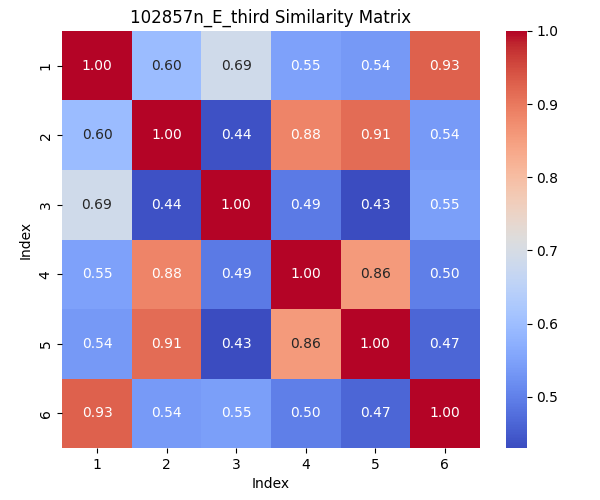 102857n_E_third Similarity Matrix
1 1.00 0.60 0.69 0.55 0.54 0.93
2 0.60 1.00 0.44 0.88 0.91 0.54
3 0.69 0.44 1.00 0.49 0.43 0.55
4 0.55 0.88 0.49 1.00 0.86 0.50
5 0.54 0.91 0.43 0.86 1.00 0.47
6 0.93 0.54 0.55 0.50 0.47 1.00
1 2 3 4 5 6
Index
Index
1.0
0.9
0.8
0.7
0.6
0.5